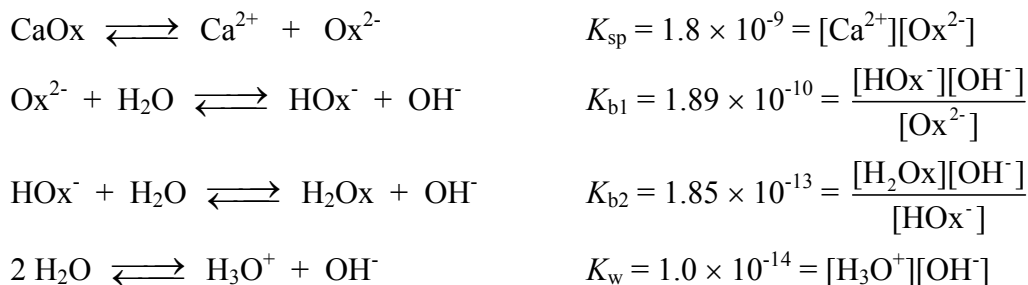 CaOx ⇌ Ca²⁺ + Ox²⁻ Ksp = 1.8 × 10⁻⁹ = [Ca²⁺][Ox²⁻]
Ox²⁻ + H₂O ⇌ HOx⁻ + OH⁻ Kb1 = 1.89 × 10⁻¹⁰ = [HOx⁻][OH⁻] / [Ox²⁻]
HOx⁻ + H₂O ⇌ H₂Ox + OH⁻ Kb2 = 1.85 × 10⁻¹³ = [H₂Ox][OH⁻] / [HOx⁻]
2 H₂O ⇌ H₃O⁺ + OH⁻ Kw = 1.0 × 10⁻¹⁴ = [H₃O⁺][OH⁻]